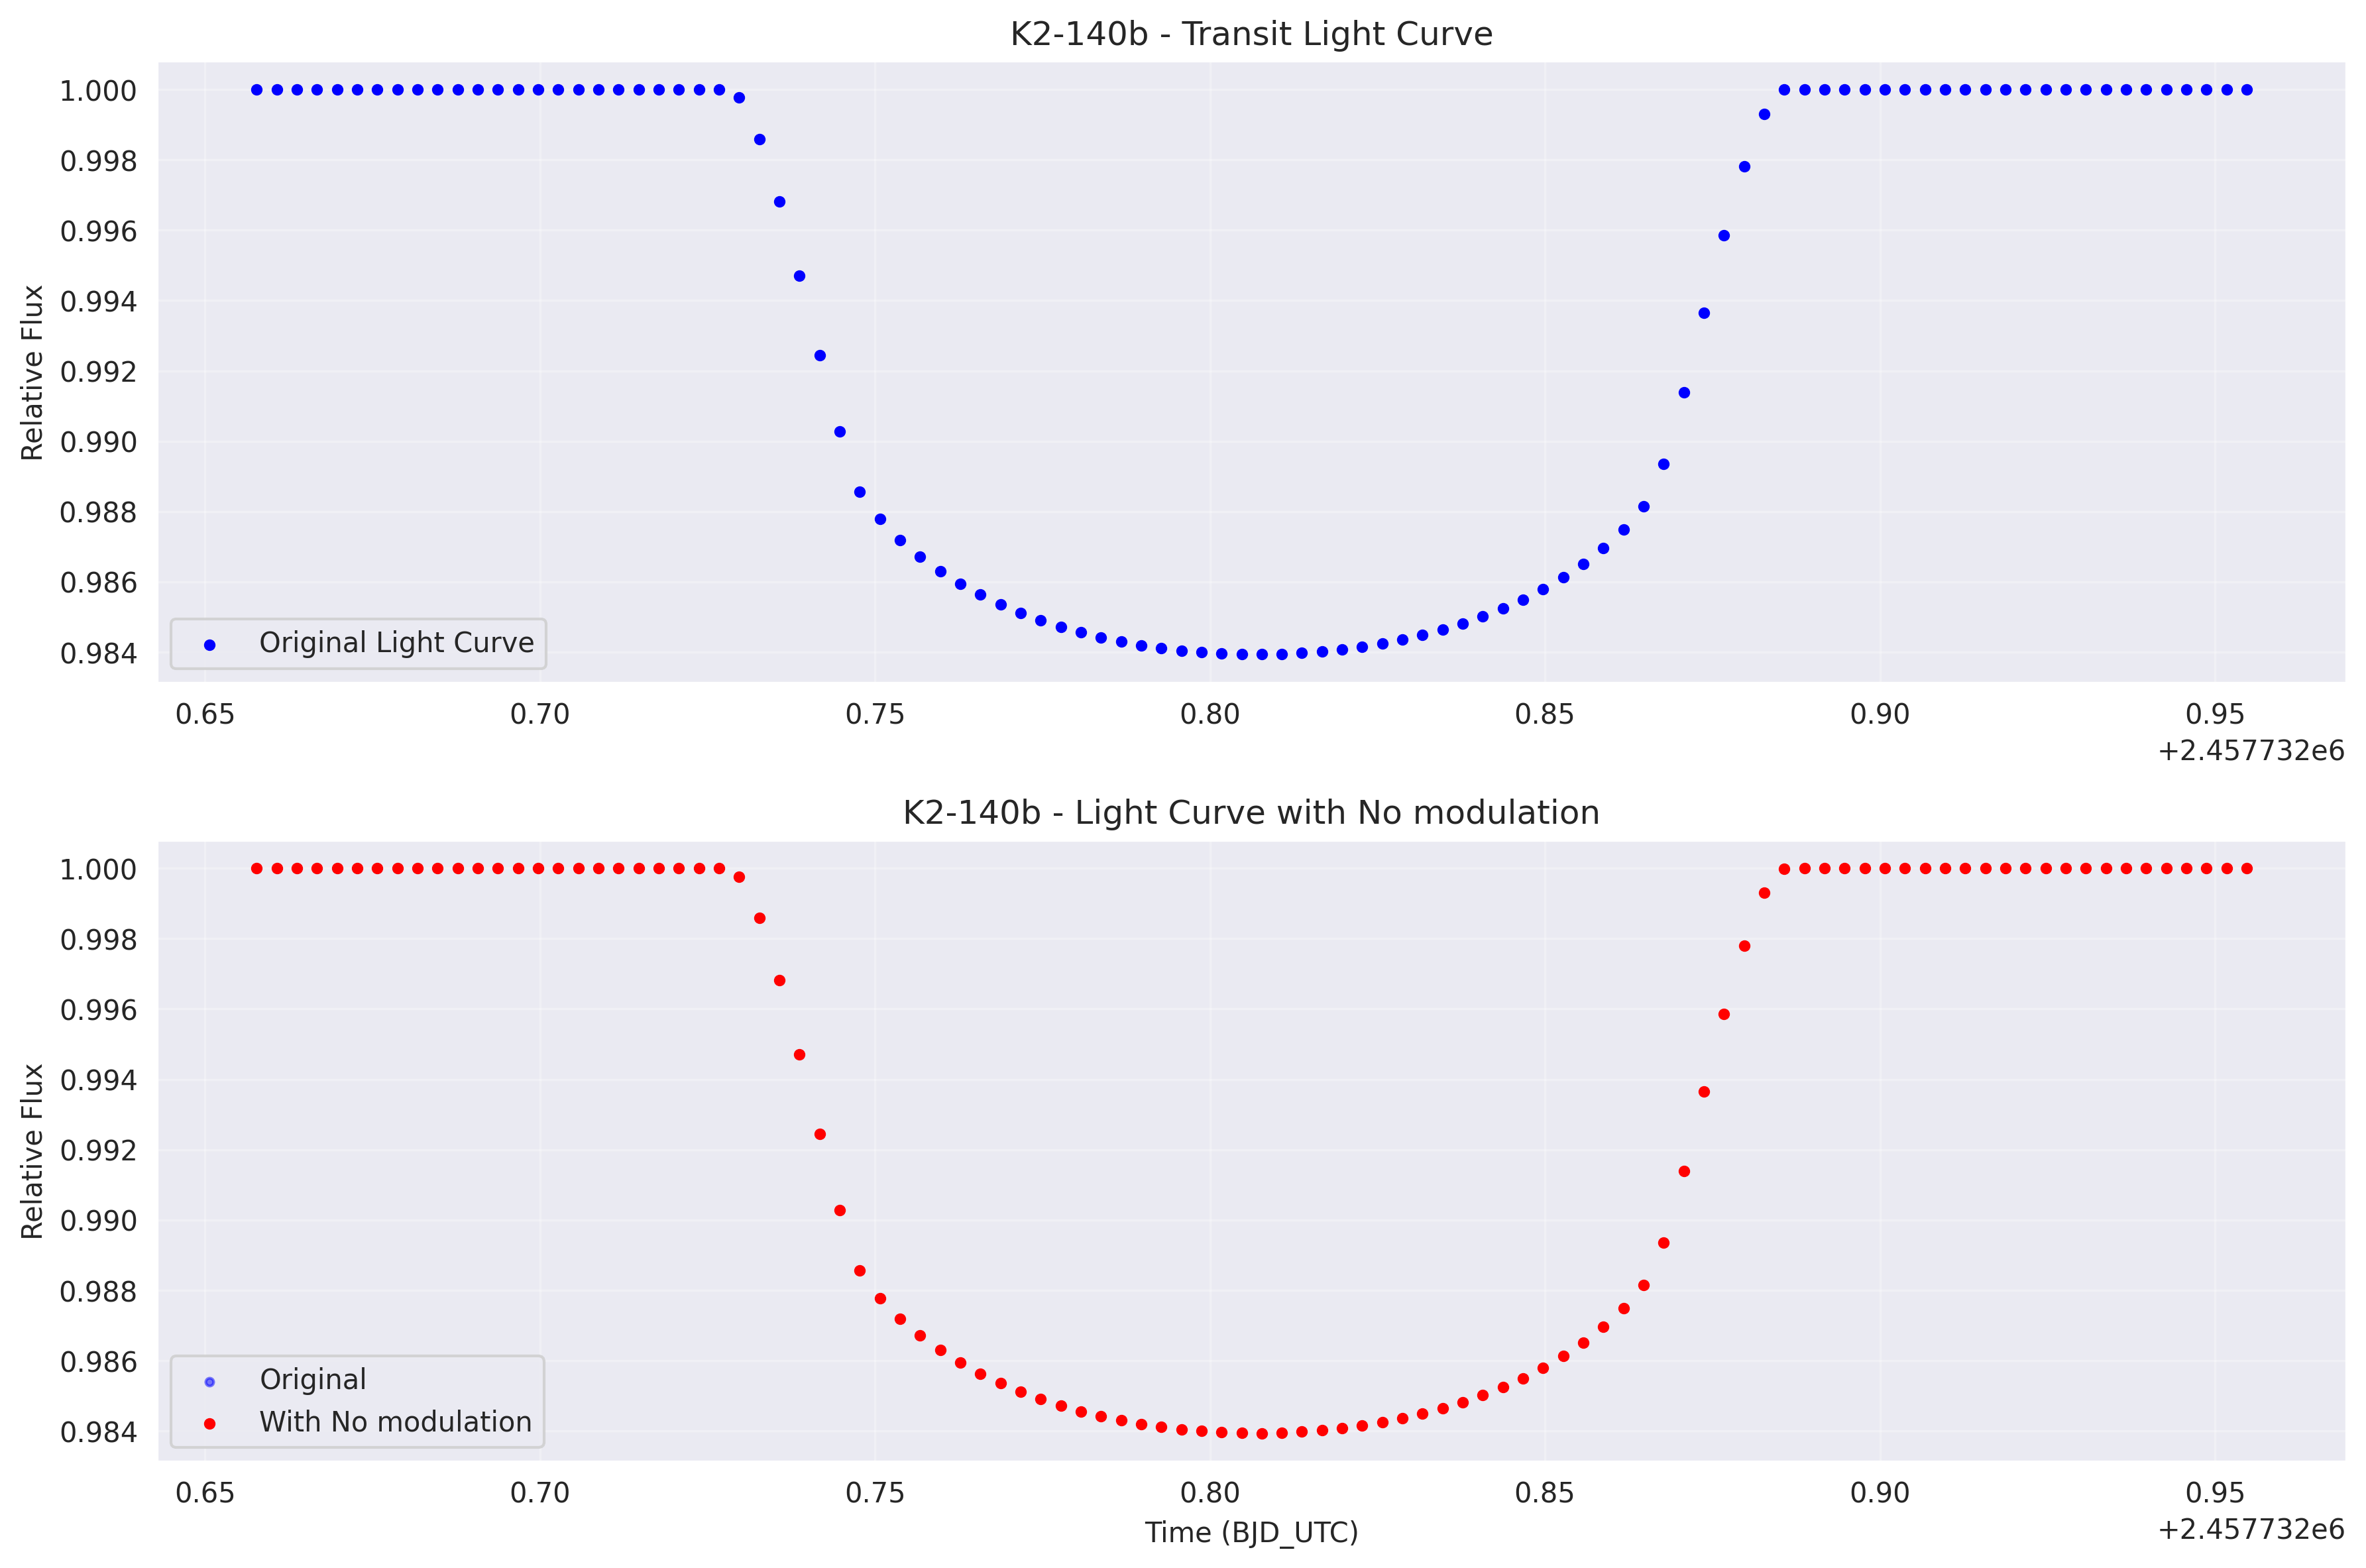 K2-140b - Transit Light Curve
1.000
0.998
0.996
0.994
0.992
0.990
0.988
0.986
0.984
Relative Flux
Original Light Curve
0.65 0.70 0.75 0.80 0.85 0.90 0.95
+2.457732e6
K2-140b - Light Curve with No modulation
1.000
0.998
0.996
0.994
0.992
0.990
0.988
0.986
0.984
Relative Flux
Original
With No modulation
0.65 0.70 0.75 0.80 0.85 0.90 0.95
Time (BJD_UTC)
+2.457732e6